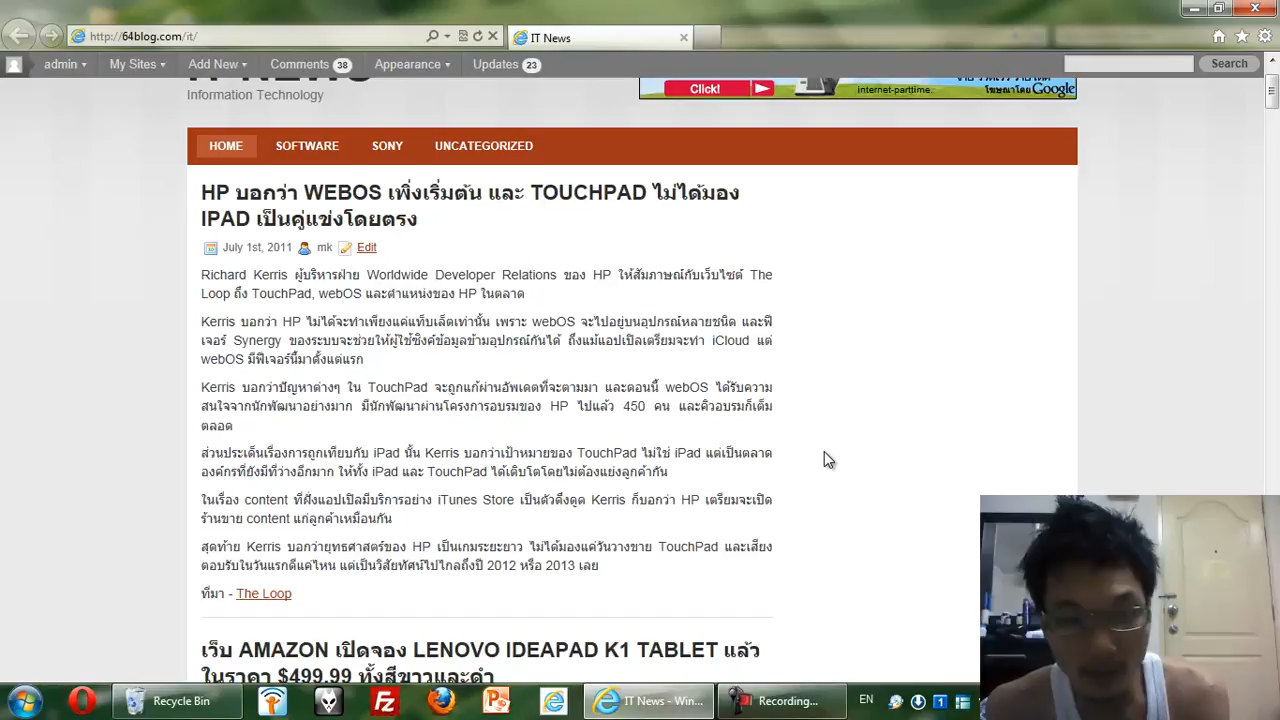 http://64blog.com/it/
IT News
admin
My Sites
Add New
Comments 38
Appearance
Updates 23
Search
Information Technology
Click!
internet-parttime.
โฆษณาโดย Google
HOME
SOFTWARE
SONY
UNCATEGORIZED
HP บอกว่า WEBOS เพิ่งเริ่มต้น และ TOUCHPAD ไม่ได้มอง
IPAD เป็นคู่แข่งโดยตรง
July 1st, 2011 mk Edit
Richard Kerris ผู้บริหารฝ่าย Worldwide Developer Relations ของ HP ให้สัมภาษณ์กับเว็บไซต์ The
Loop ถึง TouchPad, webOS และตำแหน่งของ HP ในตลาด
Kerris บอกว่า HP ไม่ได้จะทำเพียงแค่แท็บเล็ตเท่านั้น เพราะ webOS จะไปอยู่บนอุปกรณ์หลายชนิด และฟี
เจอร์ Synergy ของระบบจะช่วยให้ผู้ใช้ซิงค์ข้อมูลข้ามอุปกรณ์กันได้ ถึงแม้แอปเปิลเตรียมจะทำ iCloud แต่
webOS มีฟีเจอร์นี้มาตั้งแต่แรก
Kerris บอกว่าปัญหาต่างๆ ใน TouchPad จะถูกแก้ผ่านอัพเดตที่จะตามมา และตอนนี้ webOS ได้รับความ
สนใจจากนักพัฒนาอย่างมาก มีนักพัฒนาผ่านโครงการอบรมของ HP ไปแล้ว 450 คน และคิวอบรมก็เต็ม
ตลอด
ส่วนประเด็นเรื่องการถูกเทียบกับ iPad นั้น Kerris บอกว่าเป้าหมายของ TouchPad ไม่ใช่ iPad แต่เป็นตลาด
องค์กรที่ยังมีที่ว่างอีกมาก ให้ทั้ง iPad และ TouchPad ได้เติบโตโดยไม่ต้องแย่งลูกค้ากัน
ในเรื่อง content ที่ฝั่งแอปเปิลมีบริการอย่าง iTunes Store เป็นตัวดึงดูด Kerris ก็บอกว่า HP เตรียมจะเปิด
ร้านขาย content แก่ลูกค้าเหมือนกัน
สุดท้าย Kerris บอกว่ายุทธศาสตร์ของ HP เป็นเกมระยะยาว ไม่ได้มองแค่วันวางขาย TouchPad และเสียง
ตอบรับในวันแรกดีแค่ไหน แต่เป็นวิสัยทัศน์ไปไกลถึงปี 2012 หรือ 2013 เลย
ที่มา - The Loop
เว็บ AMAZON เปิดจอง LENOVO IDEAPAD K1 TABLET แล้ว
ในราคา $499.99 ทั้งสีขาวและดำ
Recycle Bin
IT News - Win...
Recording...
EN